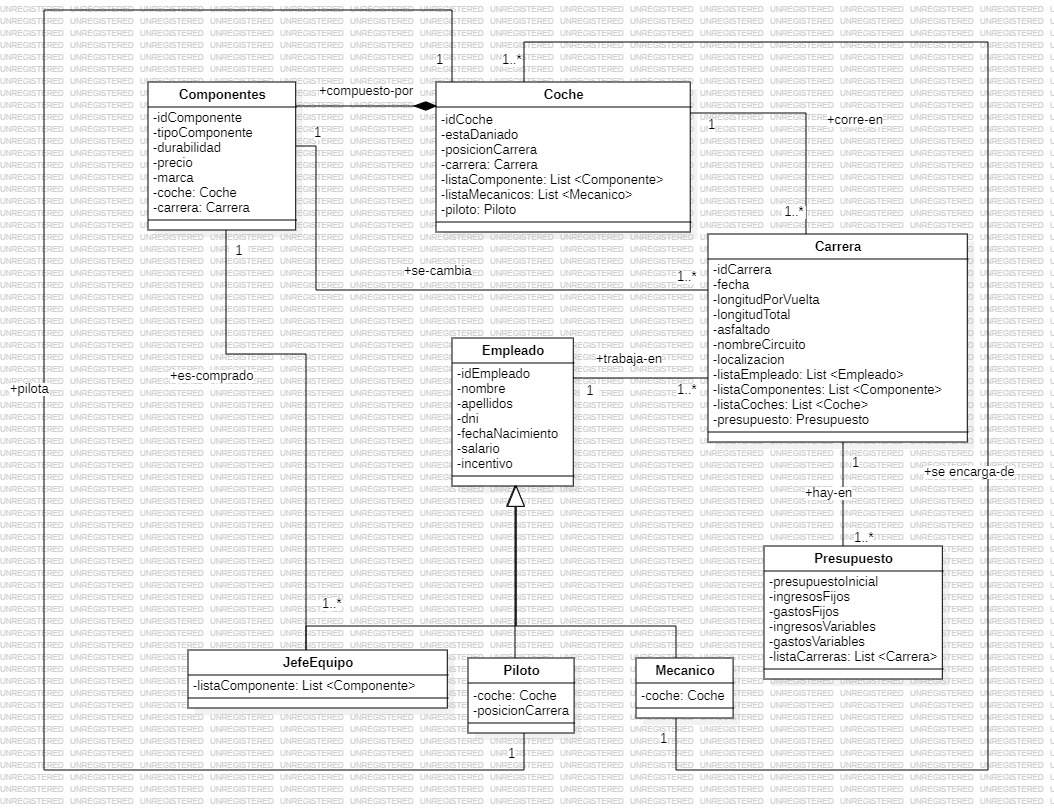 1
1..*
Componentes
-idComponente
-tipoComponente
-durabilidad
-precio
-marca
-coche: Coche
-carrera: Carrera
+compuesto-por
1
Coche
-idCoche
-estaDaniado
-posicionCarrera
-carrera: Carrera
-listaComponente: List <Componente>
-listaMecanicos: List <Mecanico>
-piloto: Piloto
1
+corre-en
1..*
1
+se-cambia
1..*
Carrera
-idCarrera
-fecha
-longitudPorVuelta
-longitudTotal
-asfaltado
-nombreCircuito
-localizacion
-listaEmpleado: List <Empleado>
-listaComponentes: List <Componente>
-listaCoches: List <Coche>
-presupuesto: Presupuesto
Empleado
-idEmpleado
-nombre
-apellidos
-dni
-fechaNacimiento
-salario
-incentivo
+trabaja-en
1
1..*
+es-comprado
+pilota
1
+hay-en
1..*
+se encarga-de
Presupuesto
-presupuestoInicial
-ingresosFijos
-gastosFijos
-ingresosVariables
-gastosVariables
-listaCarreras: List <Carrera>
1..*
JefeEquipo
-listaComponente: List <Componente>
Piloto
-coche: Coche
-posicionCarrera
1
Mecanico
-coche: Coche
1
UNREGISTERED